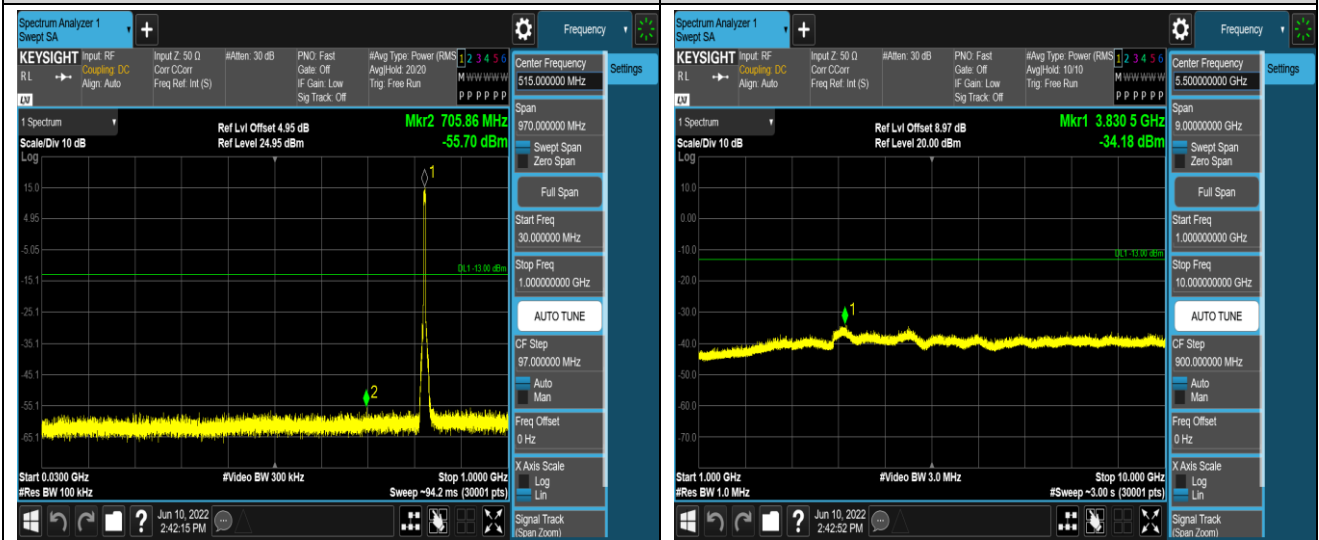 Spectrum Analyzer 1
Swept SA
+
Frequency
KEYSIGHT
RL
LXI
Input: RF
Coupling: DC
Align: Auto
Input Z: 50 Ω
Corr CCorr
Freq Ref: Int (S)
#Atten: 30 dB
PNO: Fast
Gate: Off
IF Gain: Low
Sig Track: Off
#Avg Type: Power (RMS
Avg|Hold: 20/20
Trig: Free Run
1 2 3 4 5 6
M W W W W W
P P P P P P
1 Spectrum
Scale/Div 10 dB
Log
Ref Lvl Offset 4.95 dB
Ref Level 24.95 dBm
Mkr2 705.86 MHz
-55.70 dBm
15.0
4.95
-5.05
-15.1
-25.1
-35.1
-45.1
-55.1
-65.1
1
2
DL1 -13.00 dBm
Start 0.0300 GHz
#Res BW 100 kHz
#Video BW 300 kHz
Stop 1.0000 GHz
Sweep ~94.2 ms (30001 pts)
Center Frequency
515.000000 MHz
Span
970.000000 MHz
Swept Span
Zero Span
Full Span
Start Freq
30.000000 MHz
Stop Freq
1.000000000 GHz
AUTO TUNE
CF Step
97.000000 MHz
Auto
Man
Freq Offset
0 Hz
X Axis Scale
Log
Lin
Signal Track
(Span Zoom)
Settings
?
Jun 10, 2022
2:42:15 PM
Spectrum Analyzer 1
Swept SA
+
Frequency
KEYSIGHT
RL
LXI
Input: RF
Coupling: DC
Align: Auto
Input Z: 50 Ω
Corr CCorr
Freq Ref: Int (S)
#Atten: 30 dB
PNO: Fast
Gate: Off
IF Gain: Low
Sig Track: Off
#Avg Type: Power (RMS
Avg|Hold: 10/10
Trig: Free Run
1 2 3 4 5 6
M W W W W W
P P P P P P
1 Spectrum
Scale/Div 10 dB
Log
Ref Lvl Offset 8.97 dB
Ref Level 20.00 dBm
Mkr1 3.830 5 GHz
-34.18 dBm
10.0
0.00
-10.0
-20.0
-30.0
-40.0
-50.0
-60.0
-70.0
1
DL1 -13.00 dBm
Start 1.000 GHz
#Res BW 1.0 MHz
#Video BW 3.0 MHz
Stop 10.000 GHz
#Sweep ~3.00 s (30001 pts)
Center Frequency
5.500000000 GHz
Span
9.00000000 GHz
Swept Span
Zero Span
Full Span
Start Freq
1.000000000 GHz
Stop Freq
10.000000000 GHz
AUTO TUNE
CF Step
900.000000 MHz
Auto
Man
Freq Offset
0 Hz
X Axis Scale
Log
Lin
Signal Track
(Span Zoom)
Settings
?
Jun 10, 2022
2:42:52 PM